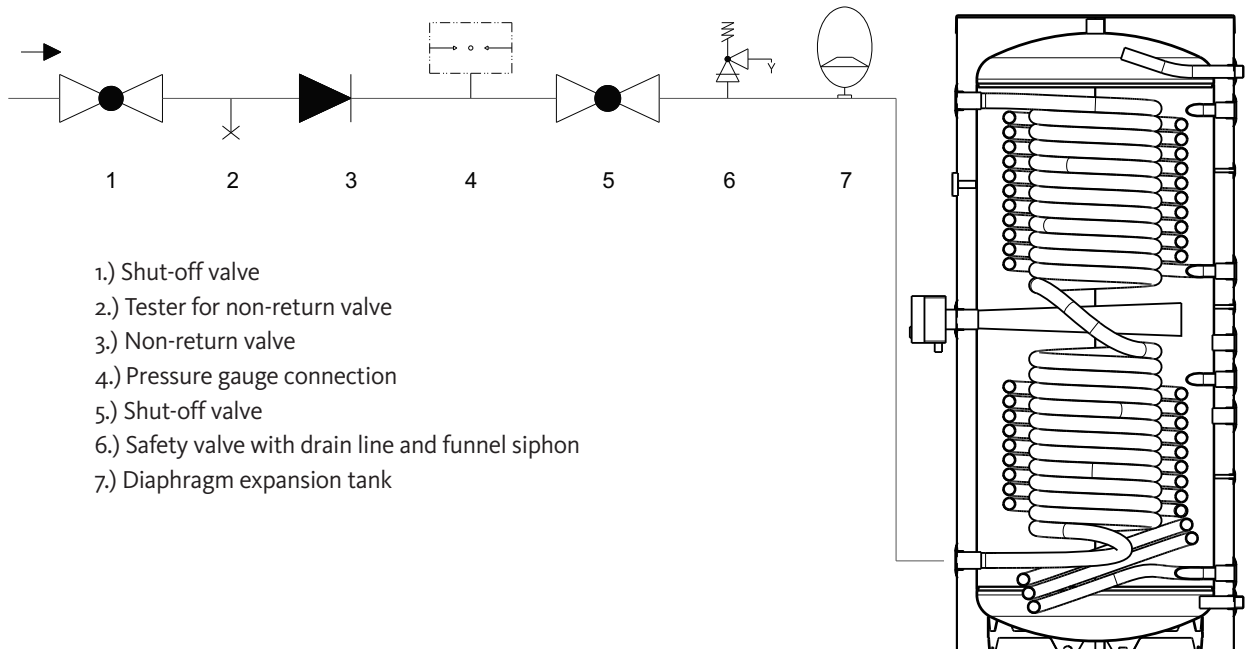 1 2 3 4 5 6 7
1.) Shut-off valve
2.) Tester for non-return valve
3.) Non-return valve
4.) Pressure gauge connection
5.) Shut-off valve
6.) Safety valve with drain line and funnel siphon
7.) Diaphragm expansion tank